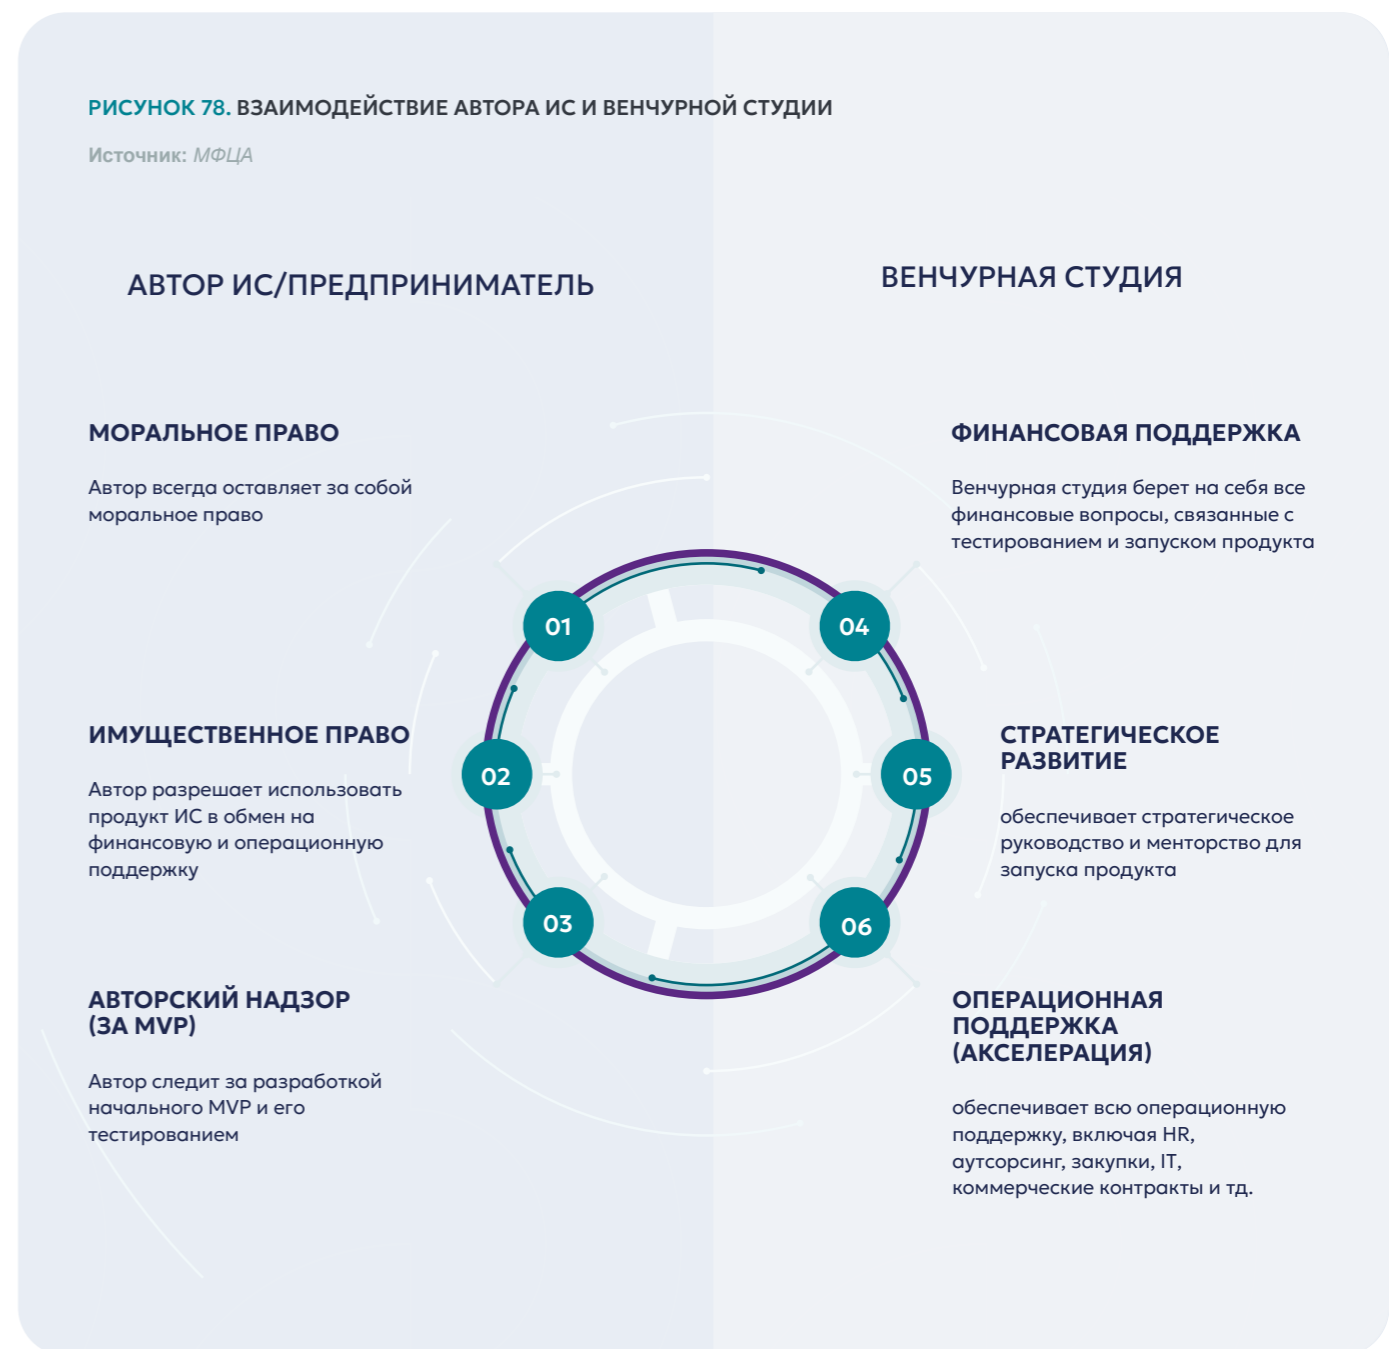 РИСУНОК 78. ВЗАИМОДЕЙСТВИЕ АВТОРА ИС И ВЕНЧУРНОЙ СТУДИИ
Источник: МФЦА
АВТОР ИС/ПРЕДПРИНИМАТЕЛЬ
МОРАЛЬНОЕ ПРАВО
Автор всегда оставляет за собой
моральное право
ИМУЩЕСТВЕННОЕ ПРАВО
Автор разрешает использовать
продукт ИС в обмен на
финансовую и операционную
поддержку
АВТОРСКИЙ НАДЗОР
(ЗА MVP)
Автор следит за разработкой
начального MVP и его
тестированием
01
02
03
04
05
06
ВЕНЧУРНАЯ СТУДИЯ
ФИНАНСОВАЯ ПОДДЕРЖКА
Венчурная студия берет на себя все
финансовые вопросы, связанные с
тестированием и запуском продукта
СТРАТЕГИЧЕСКОЕ
РАЗВИТИЕ
обеспечивает стратегическое
руководство и менторство для
запуска продукта
ОПЕРАЦИОННАЯ
ПОДДЕРЖКА
(АКСЕЛЕРАЦИЯ)
обеспечивает всю операционную
поддержку, включая HR,
аутсорсинг, закупки, IT,
коммерческие контракты и тд.